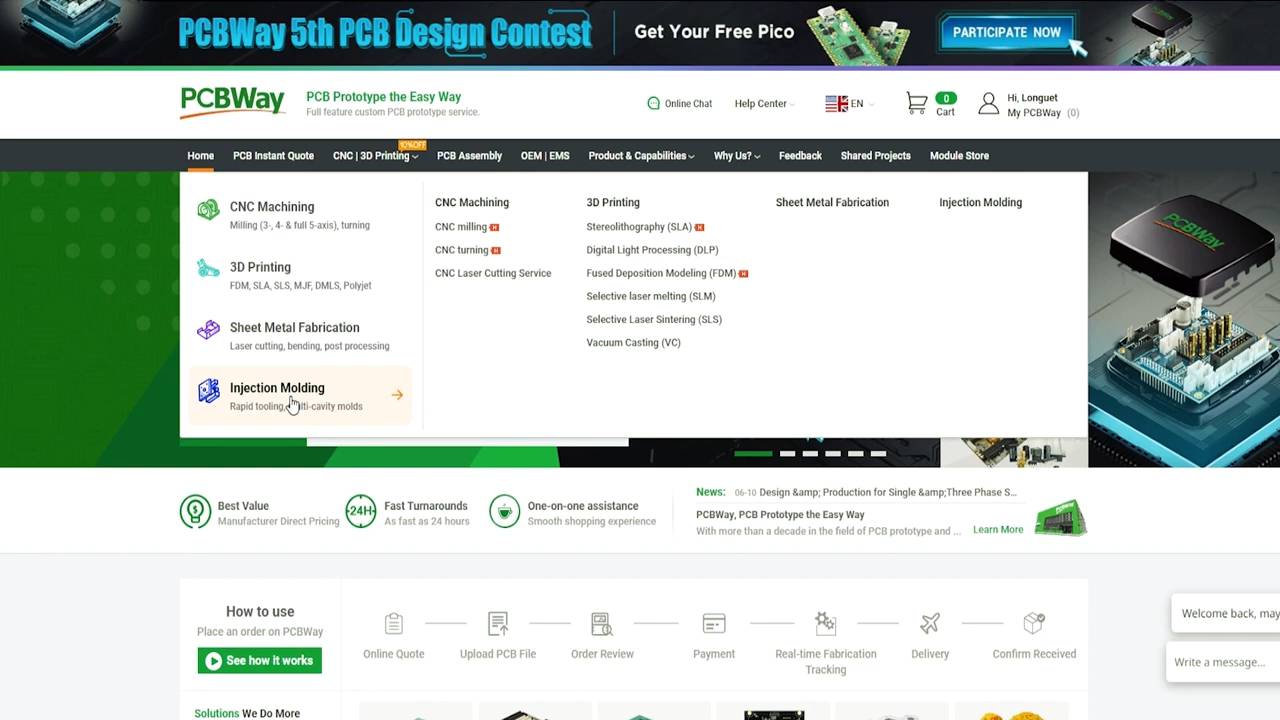 PCBWay 5th PCB Design Contest
Get Your Free Pico
PARTICIPATE NOW
PCBWay
PCB Prototype the Easy Way
Full feature custom PCB prototype service.
Online Chat
Help Center
EN
0
Cart
Hi, Longuet
My PCBWay (0)
10%OFF
Home PCB Instant Quote CNC | 3D Printing PCB Assembly OEM | EMS Product & Capabilities Why Us? Feedback Shared Projects Module Store
CNC Machining
Milling (3-, 4- & full 5-axis), turning
3D Printing
FDM, SLA, SLS, MJF, DMLS, Polyjet
Sheet Metal Fabrication
Laser cutting, bending, post processing
Injection Molding
Rapid tooling, molds
CNC Machining
CNC milling H
CNC turning H
CNC Laser Cutting Service
3D Printing
Stereolithography (SLA) H
Digital Light Processing (DLP)
Fused Deposition Modeling (FDM) H
Selective laser melting (SLM)
Selective Laser Sintering (SLS)
Vacuum Casting (VC)
Sheet Metal Fabrication
Injection Molding
PCBWay
Best Value
Manufacturer Direct Pricing
24H
Fast Turnarounds
As fast as 24 hours
One-on-one assistance
Smooth shopping experience
News: 06-10 Design &amp; Production for Single &amp;Three Phase S...
PCBWay, PCB Prototype the Easy Way
With more than a decade in the field of PCB prototype and ...
Learn More
How to use
Place an order on PCBWay
See how it works
Online Quote
Upload PCB File
Order Review
Payment
Real-time Fabrication
Tracking
Delivery
Confirm Received
Solutions We Do More
Welcome back, may
Write a message...